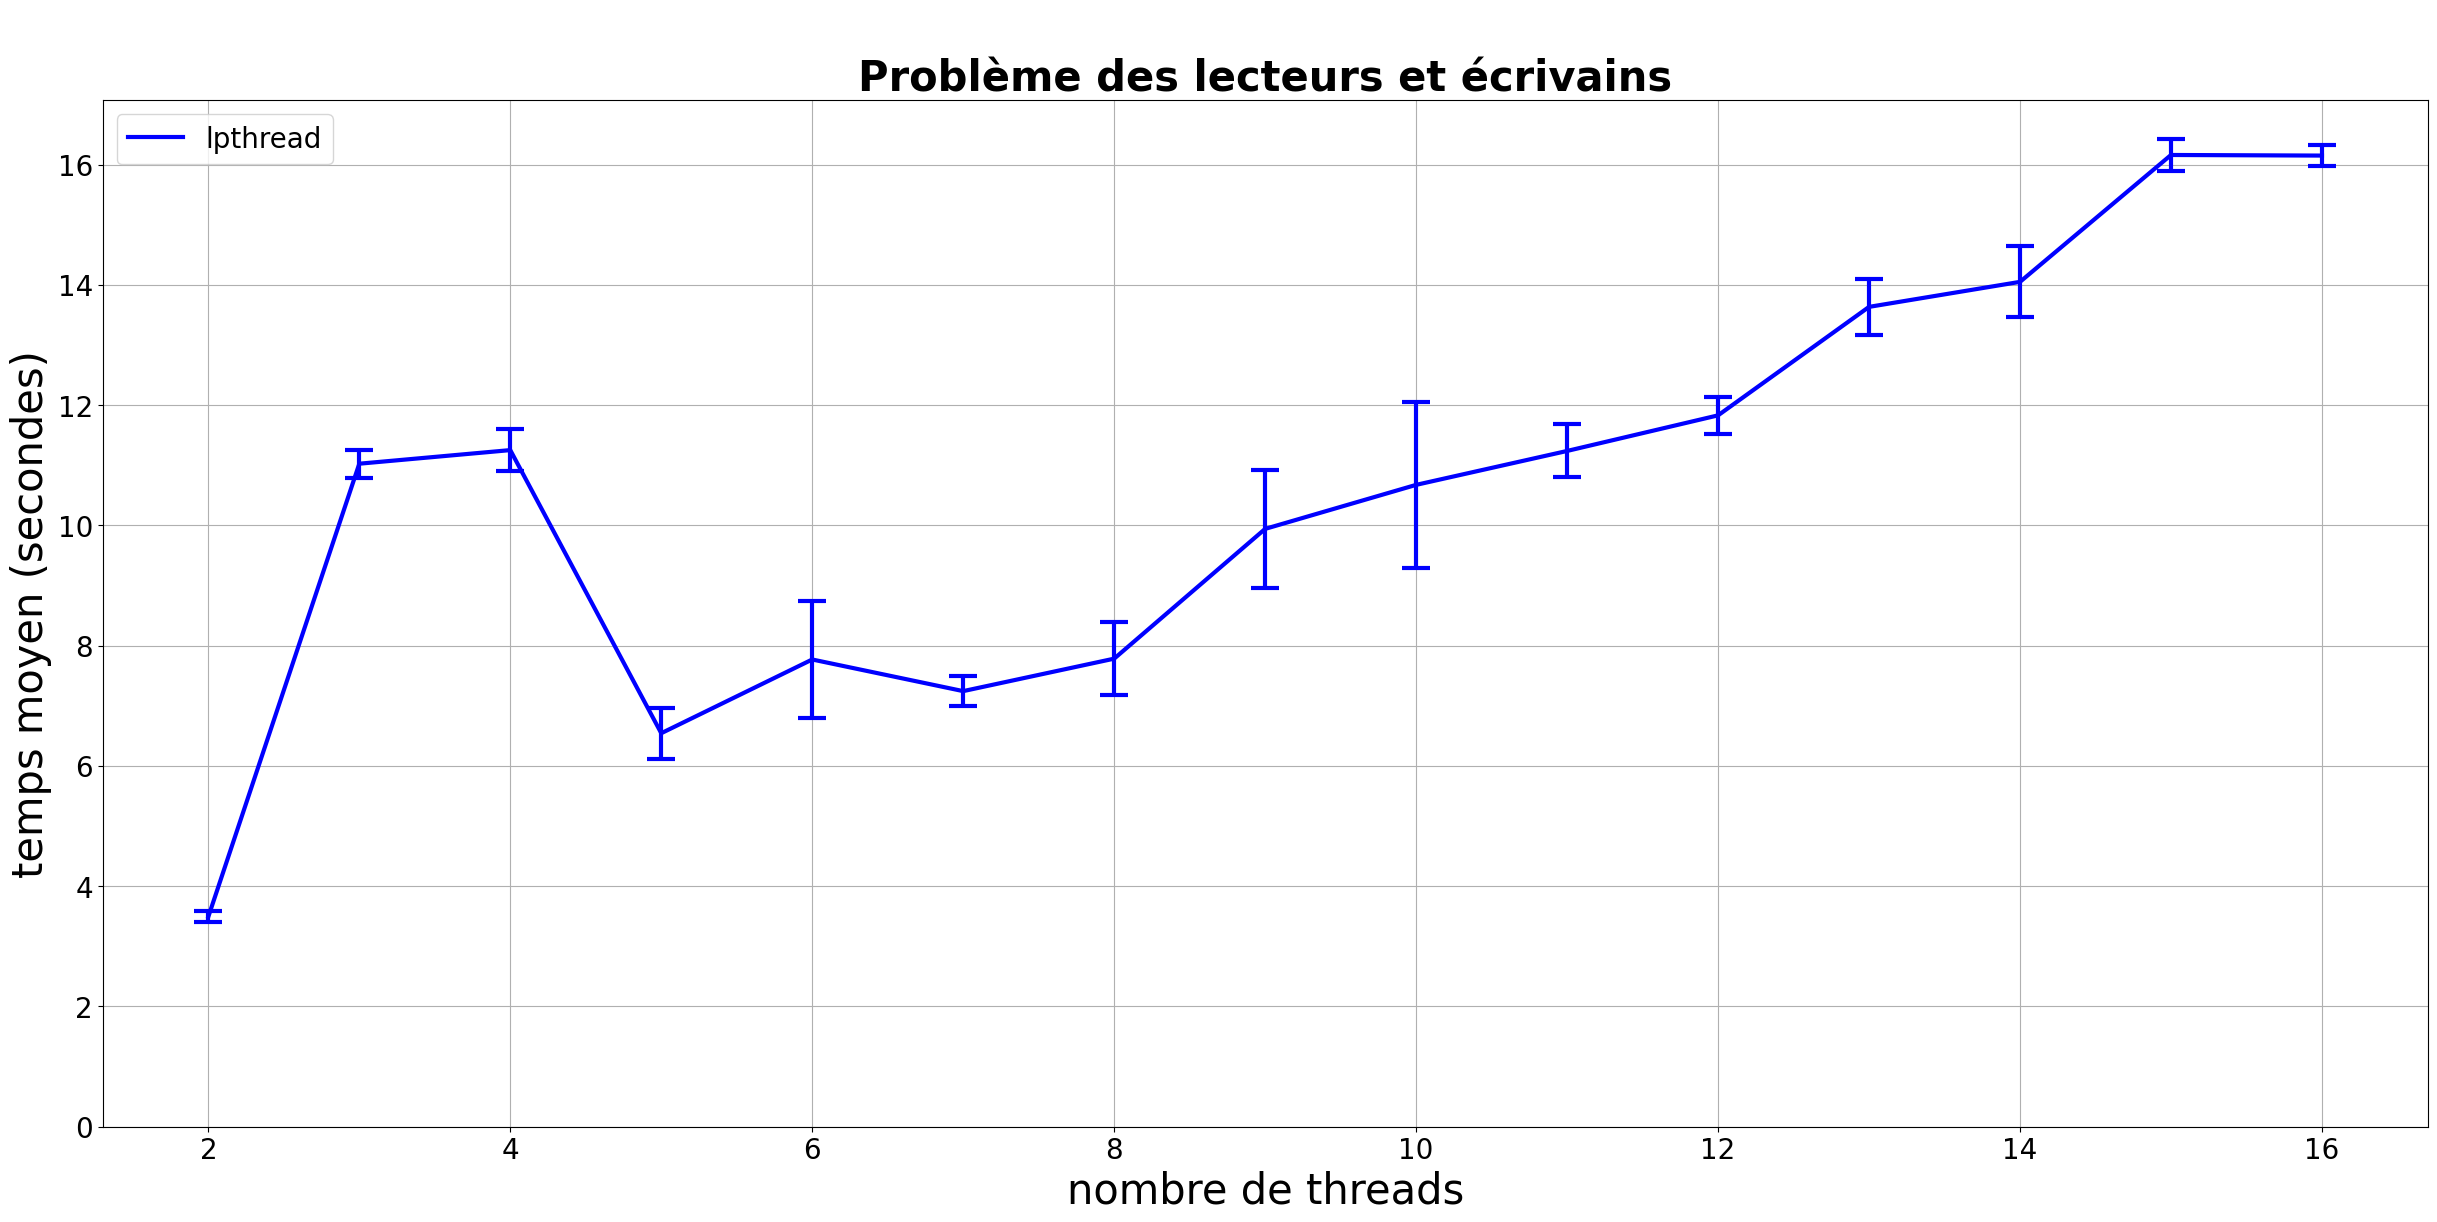 Problème des lecteurs et écrivains
lpthread
temps moyen (secondes)
16
14
12
10
8
6
4
2
0
2 4 6 8 10 12 14 16
nombre de threads